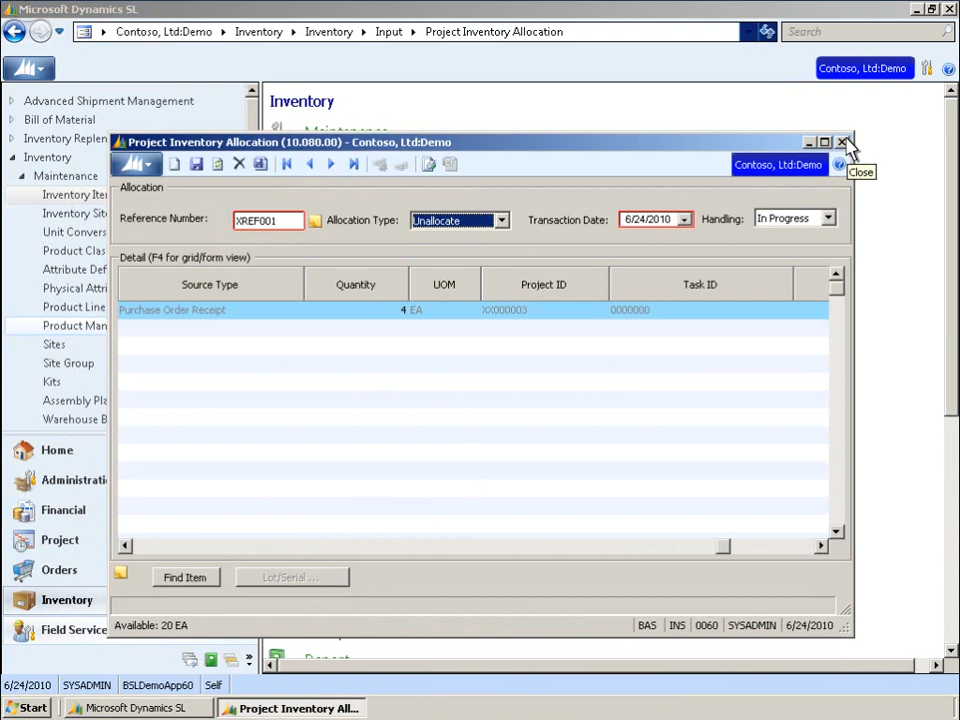 Microsoft Dynamics SL
Contoso, Ltd:Demo Inventory Inventory Input Project Inventory Allocation
Search
Contoso, Ltd:Demo
Advanced Shipment Management
Bill of Material
Inventory Replen
Inventory
Maintenance
Inventory Ite
Inventory Sit
Unit Convers
Product Clas
Attribute Def
Physical Attri
Product Line
Product Man
Sites
Site Group
Kits
Assembly Pla
Warehouse B
Home
Administrati
Financial
Project
Orders
Inventory
Field Service
Inventory
Maintenance
Project Inventory Allocation (10.080.00) - Contoso, Ltd:Demo
Contoso, Ltd:Demo
Close
Allocation
Reference Number: XREF001 Allocation Type: Unallocate Transaction Date: 6/24/2010 Handling: In Progress
Detail (F4 for grid/form view)
Source Type Quantity UOM Project ID Task ID
Purchase Order Receipt 4 EA XX000003 0000000
Find Item Lot/Serial ...
Available: 20 EA BAS INS 0060 SYSADMIN 6/24/2010
6/24/2010 SYSADMIN BSLDemoApp60 Self
Start Microsoft Dynamics SL Project Inventory All...